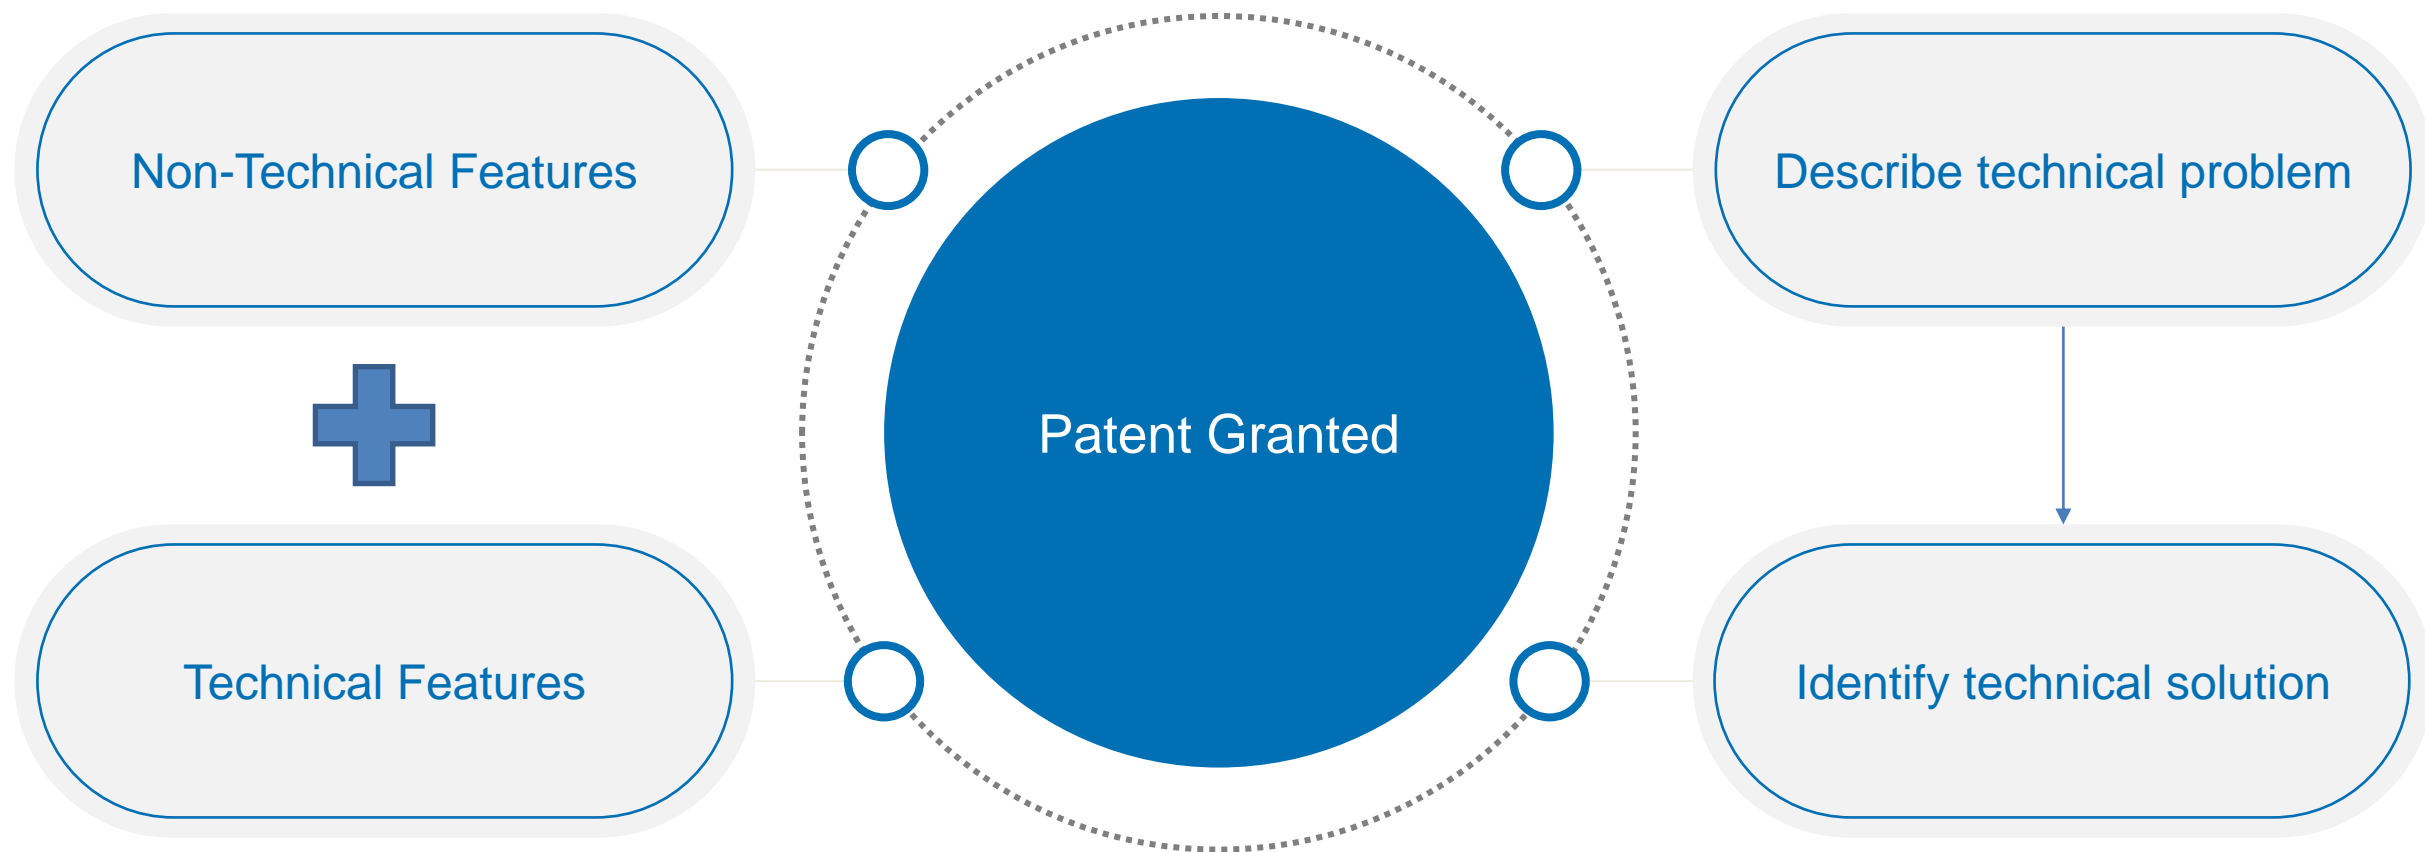 Non-Technical Features
Describe technical problem
Patent Granted
Technical Features
Identify technical solution